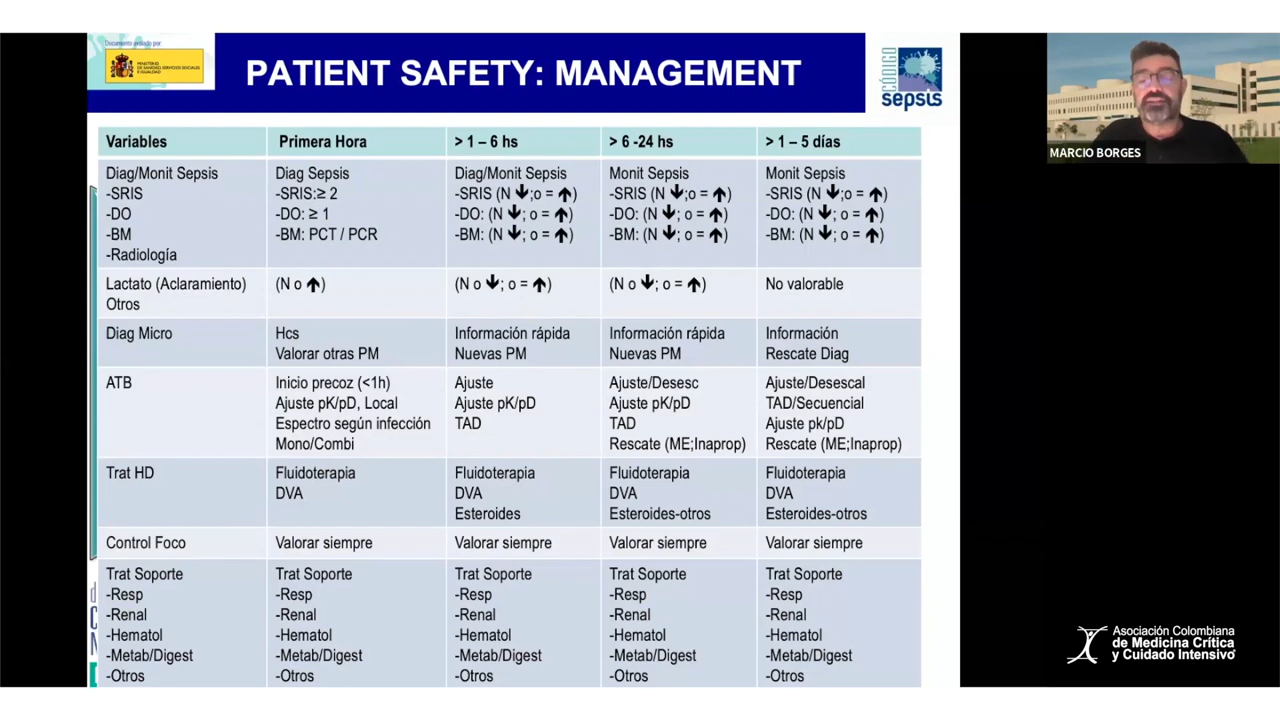 Documento avalado por:
MINISTERIO
DE SANIDAD, SERVICIOS SOCIALES
E IGUALDAD
PATIENT SAFETY: MANAGEMENT
CÓDIGO
sepsis
MARCIO BORGES
Variables Primera Hora > 1 – 6 hs > 6 -24 hs > 1 – 5 días
Diag/Monit Sepsis Diag Sepsis Diag/Monit Sepsis Monit Sepsis Monit Sepsis
-SRIS -SRIS:≥ 2 -SRIS (N 🡻;o = 🡹) -SRIS (N 🡻;o = 🡹) -SRIS (N 🡻;o = 🡹)
-DO -DO: ≥ 1 -DO: (N 🡻; o = 🡹) -DO: (N 🡻; o = 🡹) -DO: (N 🡻; o = 🡹)
-BM -BM: PCT / PCR -BM: (N 🡻; o = 🡹) -BM: (N 🡻; o = 🡹) -BM: (N 🡻; o = 🡹)
-Radiología
Lactato (Aclaramiento) (N o 🡹) (N o 🡻; o = 🡹) (N o 🡻; o = 🡹) No valorable
Otros
Diag Micro Hcs Información rápida Información rápida Información
Valorar otras PM Nuevas PM Nuevas PM Rescate Diag
ATB Inicio precoz (<1h) Ajuste Ajuste/Desesc Ajuste/Desescal
Ajuste pK/pD, Local Ajuste pK/pD Ajuste pK/pD TAD/Secuencial
Espectro según infección TAD TAD Ajuste pk/pD
Mono/Combi Rescate (ME;Inaprop) Rescate (ME;Inaprop)
Trat HD Fluidoterapia Fluidoterapia Fluidoterapia Fluidoterapia
DVA DVA DVA DVA
Esteroides Esteroides-otros Esteroides-otros
Control Foco Valorar siempre Valorar siempre Valorar siempre Valorar siempre
Trat Soporte Trat Soporte Trat Soporte Trat Soporte Trat Soporte
-Resp -Resp -Resp -Resp -Resp
-Renal -Renal -Renal -Renal -Renal
-Hematol -Hematol -Hematol -Hematol -Hematol
-Metab/Digest -Metab/Digest -Metab/Digest -Metab/Digest -Metab/Digest
-Otros -Otros -Otros -Otros -Otros
Asociación Colombiana
de Medicina Crítica
y Cuidado Intensivo